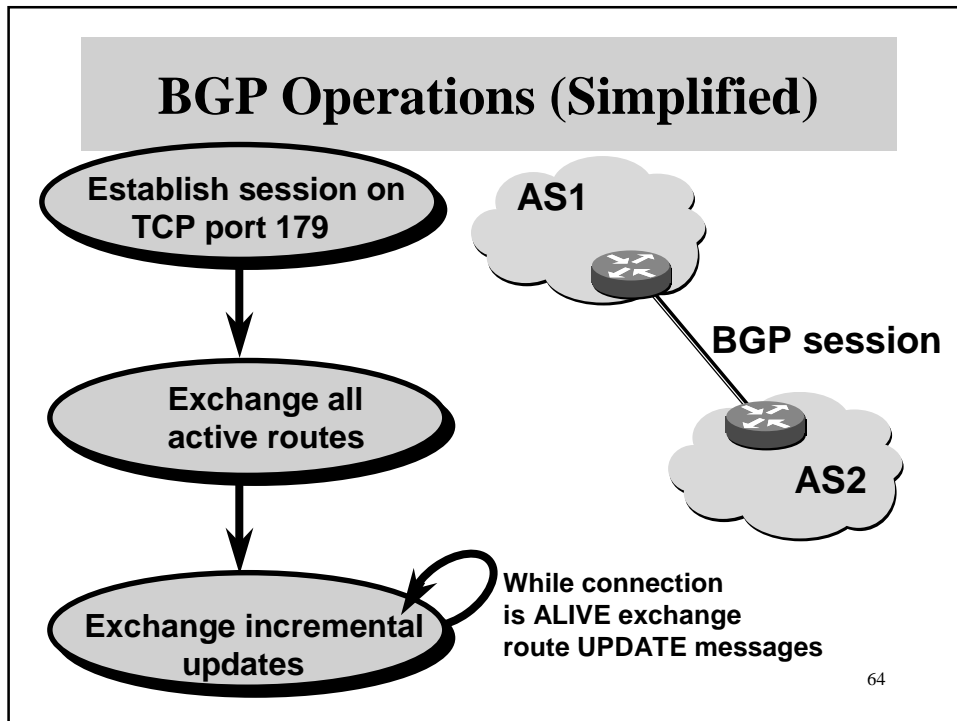 BGP Operations (Simplified)
Establish session on
TCP port 179
Exchange all
active routes
Exchange incremental
updates
While connection
is ALIVE exchange
route UPDATE messages
AS1
BGP session
AS2
64